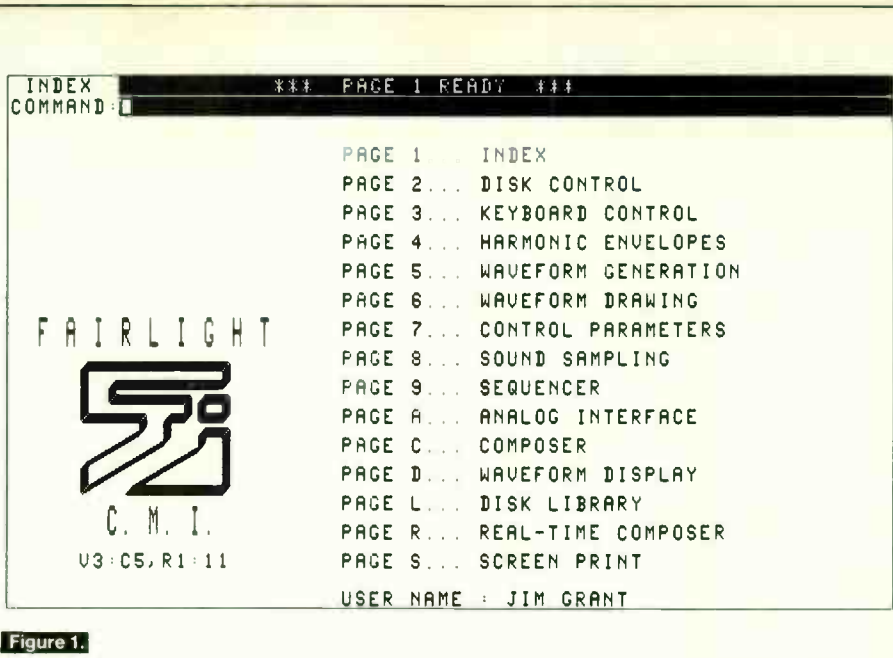 INDEX *** PAGE 1 READY ***
COMMAND:
PAGE 1... INDEX
PAGE 2... DISK CONTROL
PAGE 3... KEYBOARD CONTROL
PAGE 4... HARMONIC ENVELOPES
PAGE 5... WAVEFORM GENERATION
PAGE 6... WAVEFORM DRAWING
PAGE 7... CONTROL PARAMETERS
PAGE 8... SOUND SAMPLING
PAGE 9... SEQUENCER
PAGE A... ANALOG INTERFACE
PAGE C... COMPOSER
PAGE D... WAVEFORM DISPLAY
PAGE L... DISK LIBRARY
PAGE R... REAL-TIME COMPOSER
PAGE S... SCREEN PRINT
USER NAME : JIM GRANT
FAIRLIGHT
C. M. I.
V3:C5,R1:11
Figure 1.